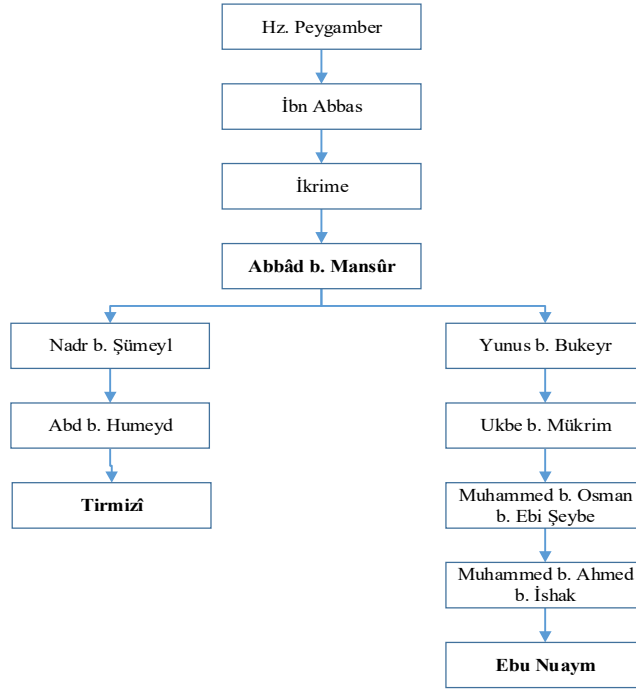 Hz. Peygamber
İbn Abbas
İkrime
Abbâd b. Mansûr
Nadr b. Şümeyl
Abd b. Humeyd
Tirmizî
Yunus b. Bukeyr
Ukbe b. Mükrim
Muhammed b. Osman
b. Ebi Şeybe
Muhammed b. Ahmed
b. İshak
Ebu Nuaym